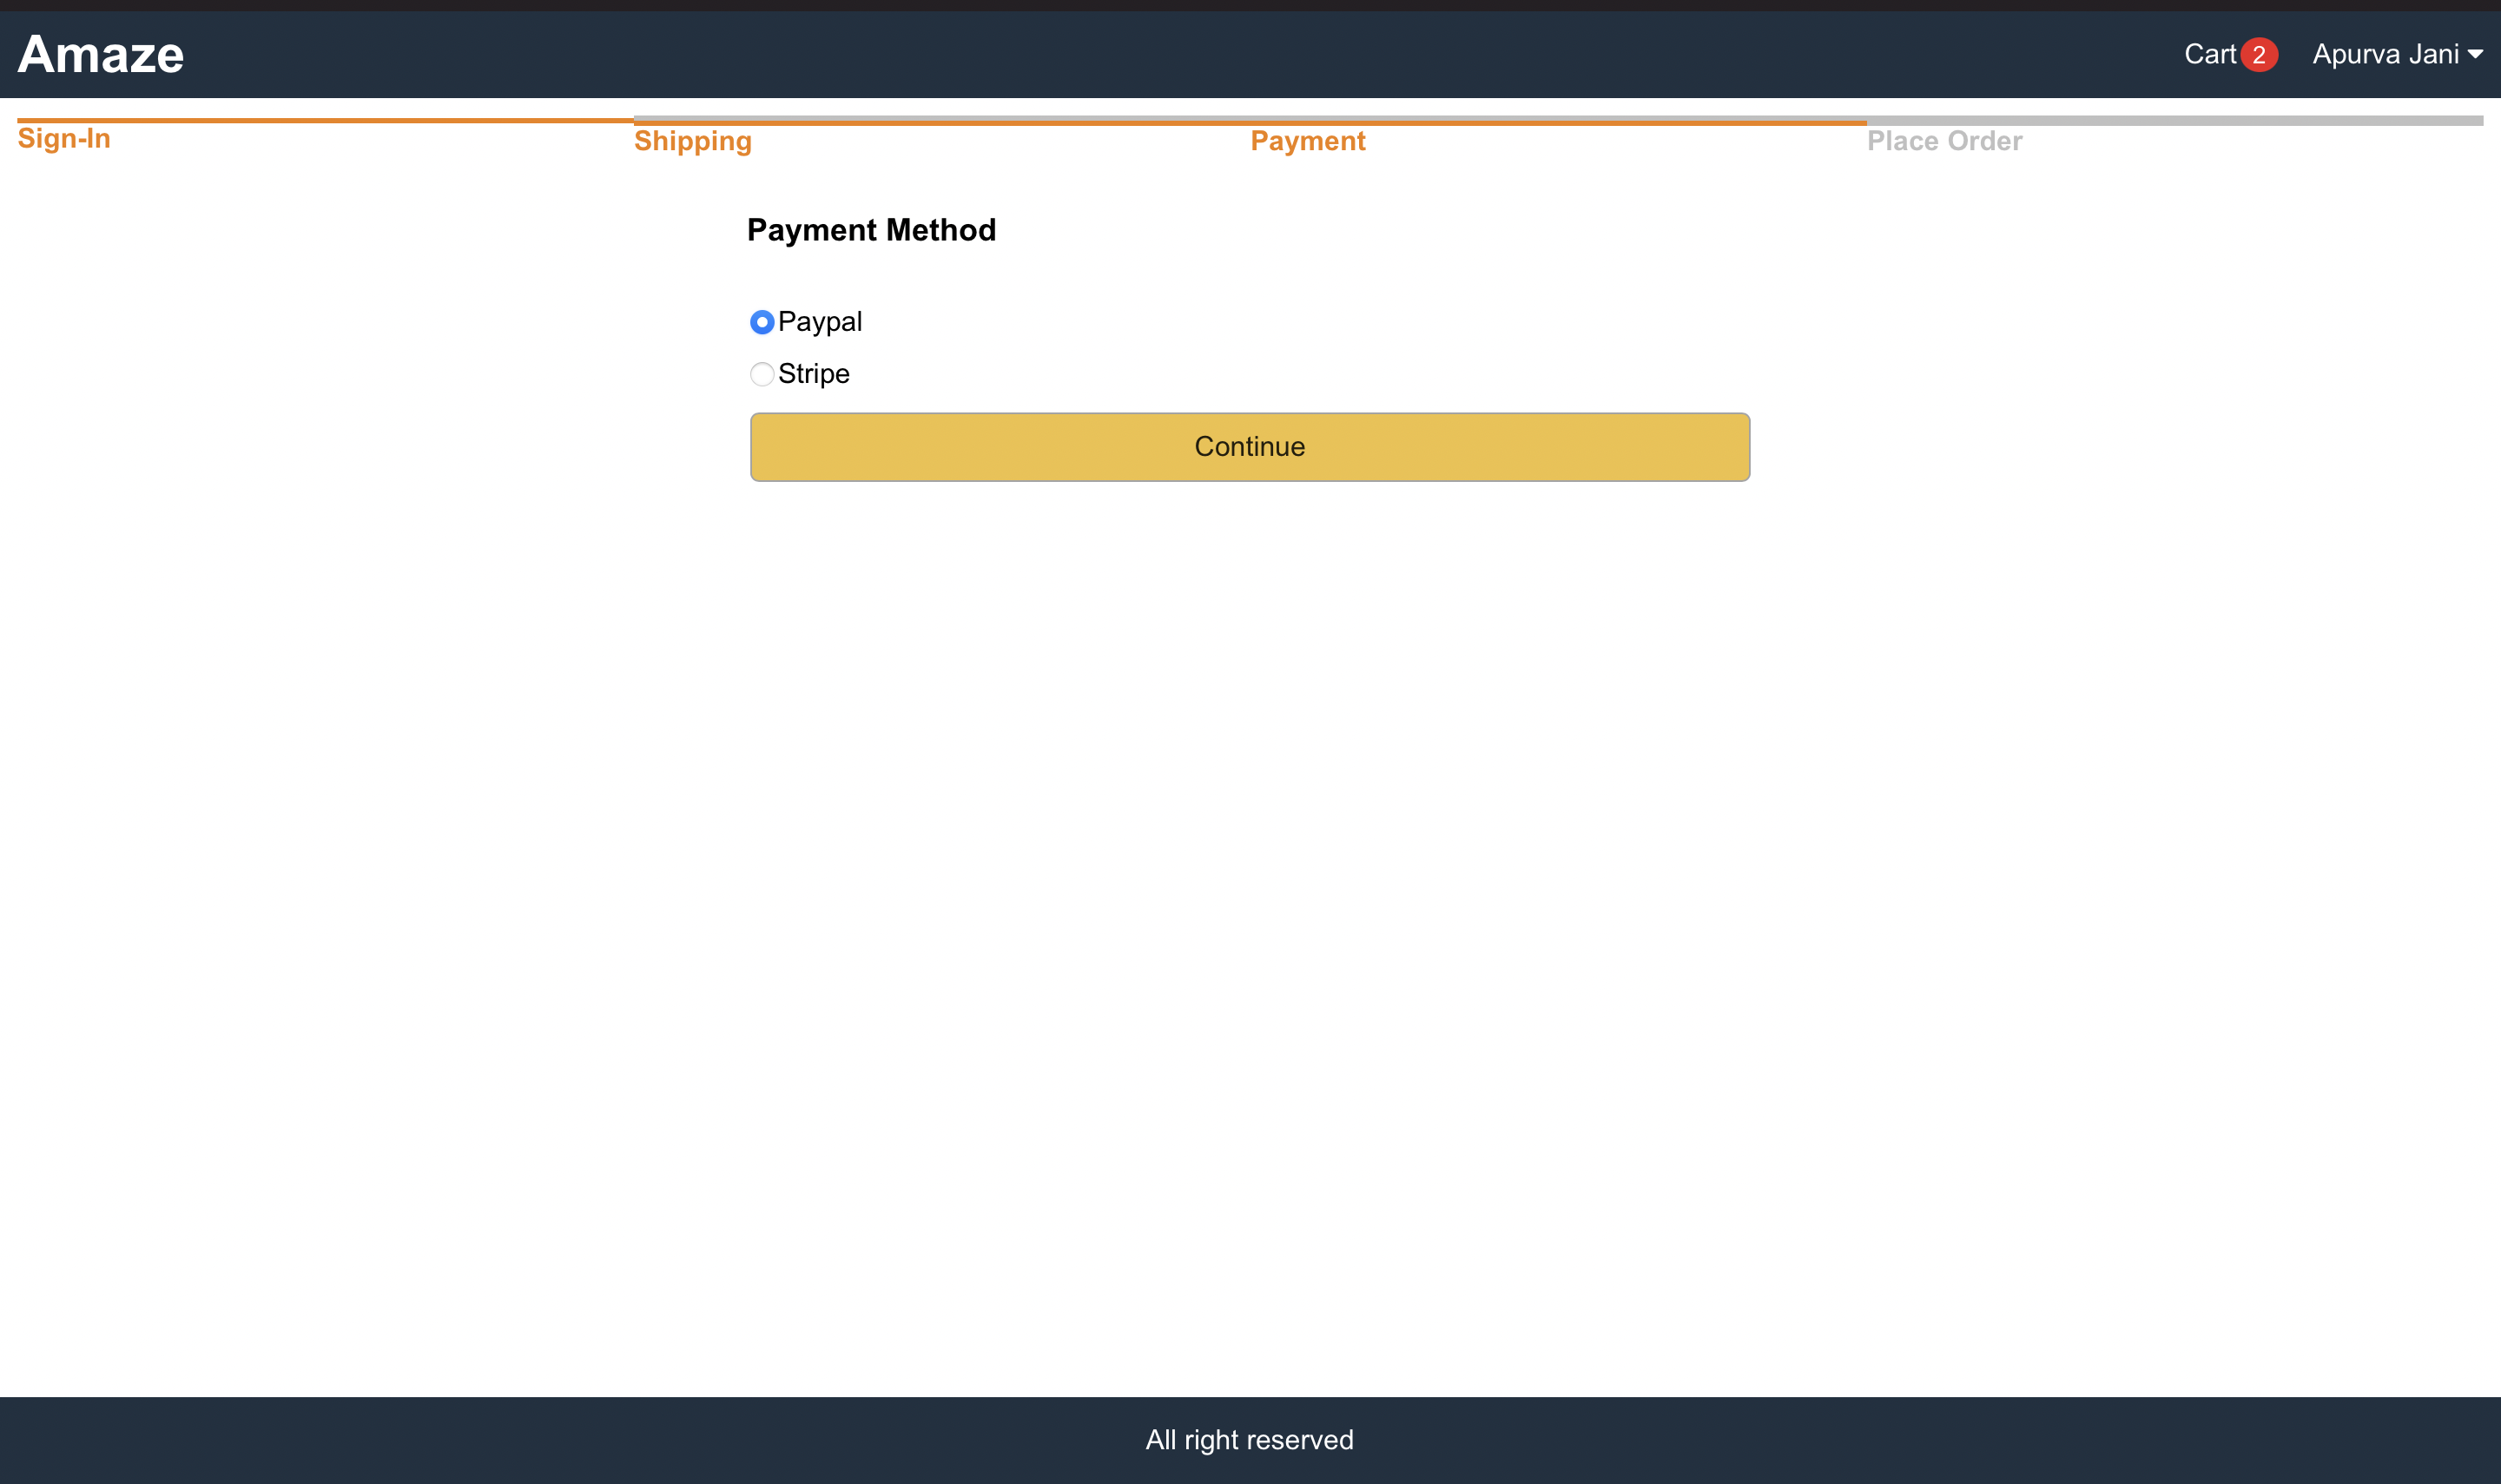 Amaze
Cart 2 Apurva Jani
Sign-In Shipping Payment Place Order
Payment Method
Paypal
Stripe
Continue
All right reserved